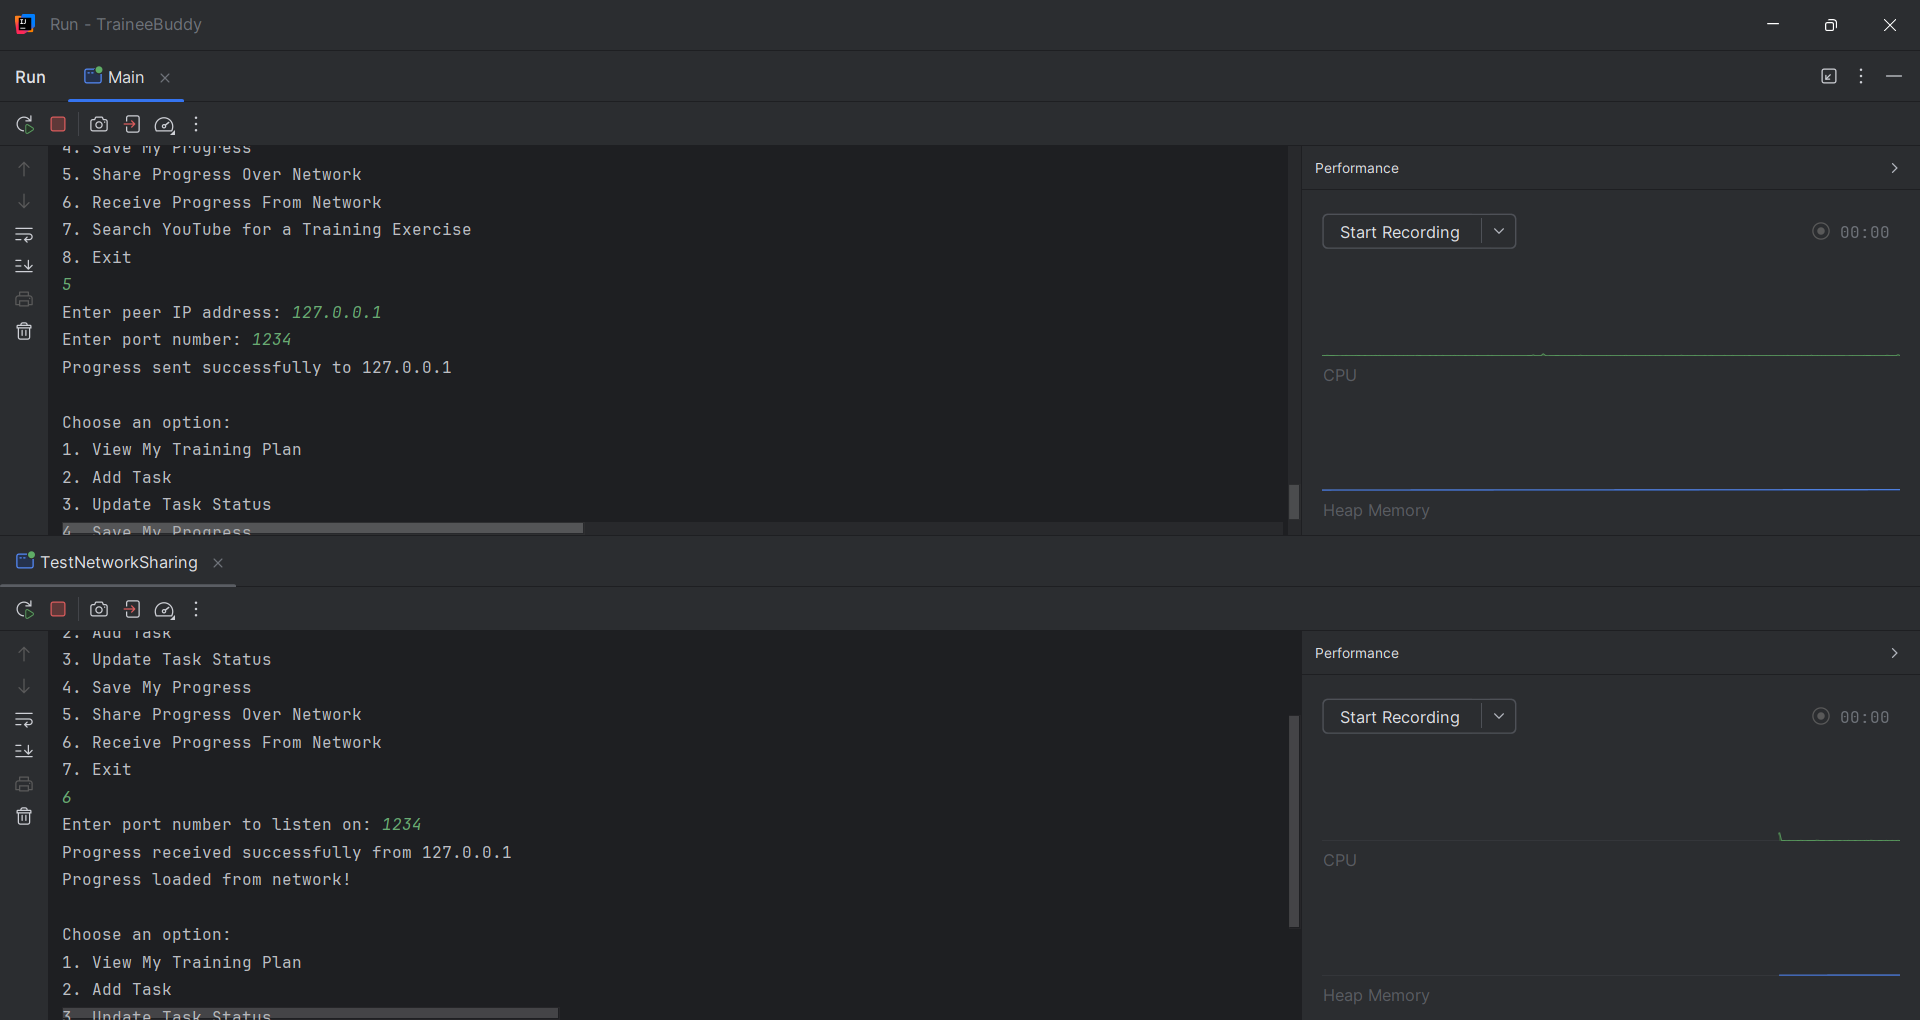 Run - TraineeBuddy
Run
Main
4. Save My Progress
5. Share Progress Over Network
6. Receive Progress From Network
7. Search YouTube for a Training Exercise
8. Exit
5
Enter peer IP address: 127.0.0.1
Enter port number: 1234
Progress sent successfully to 127.0.0.1
Choose an option:
1. View My Training Plan
2. Add Task
3. Update Task Status
4. Save My Progress
Performance
Start Recording
00:00
CPU
Heap Memory
TestNetworkSharing
2. Add Task
3. Update Task Status
4. Save My Progress
5. Share Progress Over Network
6. Receive Progress From Network
7. Exit
6
Enter port number to listen on: 1234
Progress received successfully from 127.0.0.1
Progress loaded from network!
Choose an option:
1. View My Training Plan
2. Add Task
3. Update Task Status
Performance
Start Recording
00:00
CPU
Heap Memory